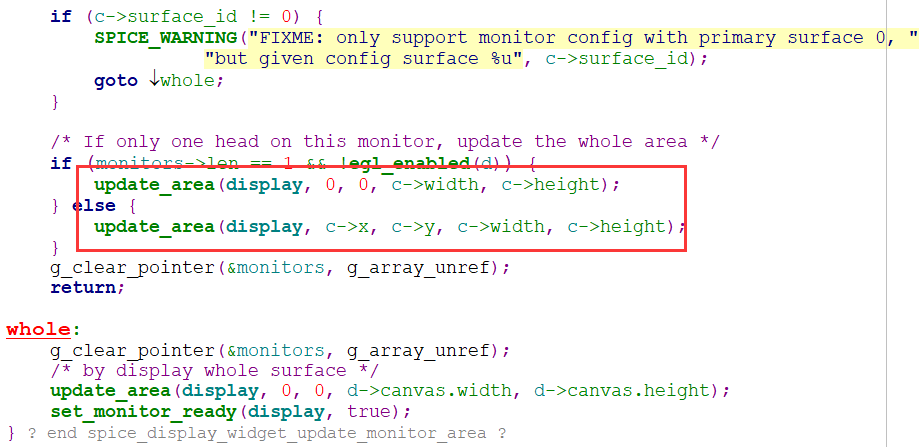 if (c->surface_id != 0) {
SPICE_WARNING("FIXME: only support monitor config with primary surface 0, "
"but given config surface %u", c->surface_id);
goto ↓whole;
}
/* If only one head on this monitor, update the whole area */
if (monitors->len == 1 && !egl_enabled(d)) {
update_area(display, 0, 0, c->width, c->height);
} else {
update_area(display, c->x, c->y, c->width, c->height);
}
g_clear_pointer(&monitors, g_array_unref);
return;
whole:
g_clear_pointer(&monitors, g_array_unref);
/* by display whole surface */
update_area(display, 0, 0, d->canvas.width, d->canvas.height);
set_monitor_ready(display, true);
} ? end spice_display_widget_update_monitor_area ?